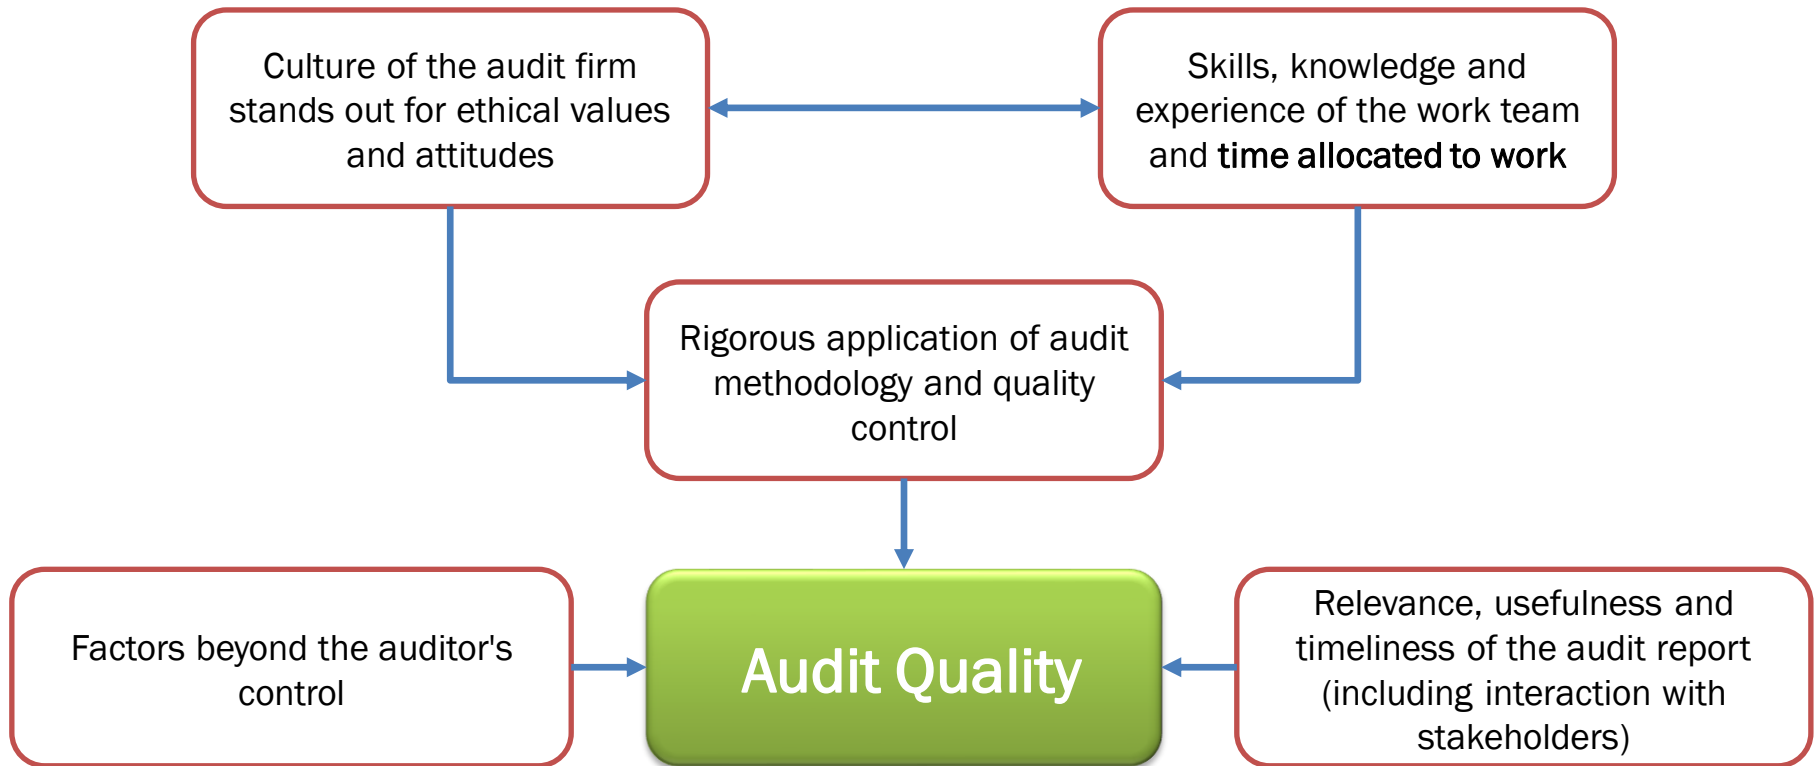 Culture of the audit firm
stands out for ethical values
and attitudes
Skills, knowledge and
experience of the work team
and time allocated to work
Rigorous application of audit
methodology and quality
control
Factors beyond the auditor's
control
Audit Quality
Relevance, usefulness and
timeliness of the audit report
(including interaction with
stakeholders)